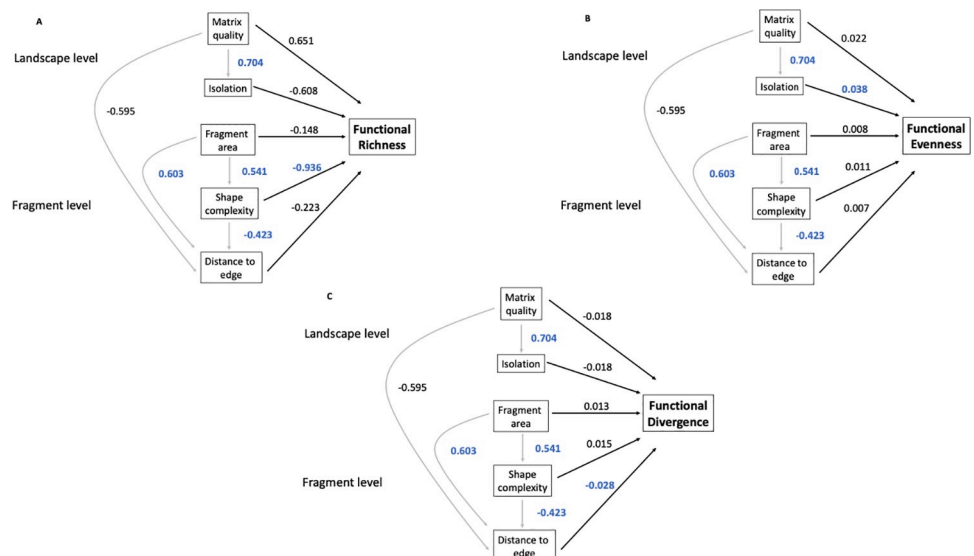 A
Matrix
quality
0.651
Landscape level
0.704
Isolation
-0.608
-0.595
Fragment
area
-0.148
Functional
Richness
0.603
0.541
-0.936
Shape
complexity
Fragment level
-0.223
-0.423
Distance to
edge
B
Matrix
quality
0.022
Landscape level
0.704
Isolation
0.038
-0.595
Fragment
area
0.008
Functional
Evenness
0.603
0.541
0.011
Shape
complexity
Fragment level
0.007
-0.423
Distance to
edge
C
Matrix
quality
-0.018
Landscape level
0.704
Isolation
-0.018
-0.595
Fragment
area
0.013
Functional
Divergence
0.603
0.541
0.015
Shape
complexity
Fragment level
-0.028
-0.423
Distance to
edge